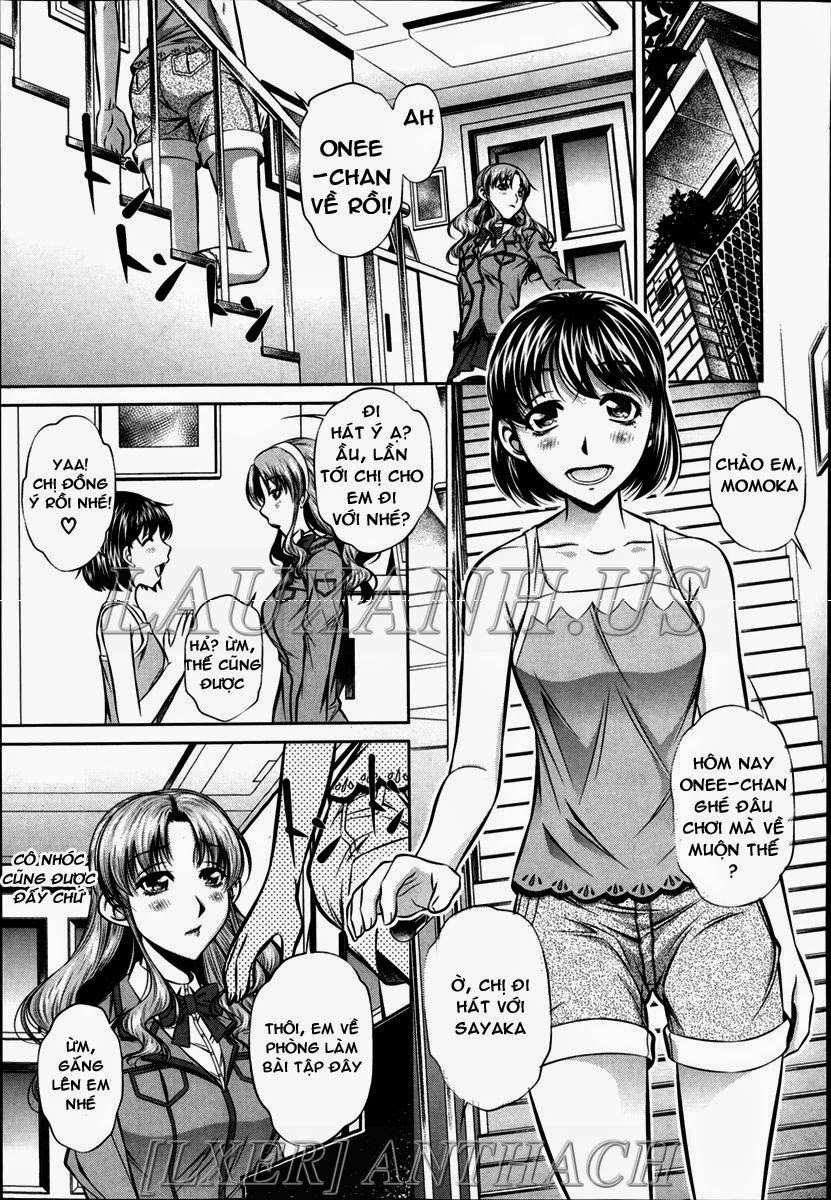 AH
ONEE
-CHAN
VỀ RỒI!
CHÀO EM,
MOMOKA
HÔM NAY
ONEE-CHAN
GHÉ ĐÂU
CHƠI MÀ VỀ
MUỘN THẾ
?
Ờ, CHỊ ĐI
HÁT VỚI
SAYAKA
ĐI
HÁT Ý Ạ?
ẦU, LẦN
TỚI CHỊ CHO
EM ĐI
VỚI NHÉ?
HẢ? ỪM,
THẾ CŨNG
ĐƯỢC
YAA!
CHỊ ĐỒNG
Ý RỒI NHÉ!
♡
LAUXANH.US
THÔI, EM VỀ
PHÒNG LÀM
BÀI TẬP ĐÂY
ỪM,
GẮNG
LÊN EM
NHÉ
CÔ NHÓC
CŨNG ĐƯỢC
ĐẤY CHỨ
[LXER] ANTHACH